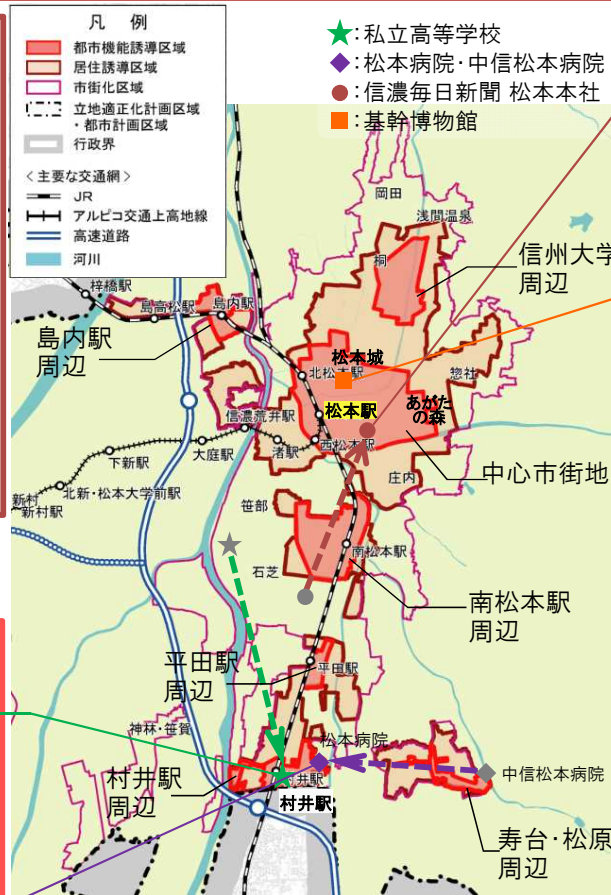 凡 例
都市機能誘導区域
居住誘導区域
市街化区域
立地適正化計画区域
・都市計画区域
行政界
＜主要な交通網＞
JR
アルピコ交通上高地線
高速道路
河川
★:私立高等学校
◆:松本病院･中信松本病院
●:信濃毎日新聞 松本本社
■:基幹博物館
岡田
浅間温泉
桐
信州大学
周辺
梓橋駅
島高松駅
島内駅
島内駅
周辺
北松本駅
松本城
惣社
松本駅
あがた
の森
信濃荒井駅
西松本駅
渚駅
大庭駅
下新駅
北新・松本大学前駅
新村
新村駅
庄内
中心市街地
笹部
南松本駅
石芝
南松本駅
周辺
平田駅
周辺
平田駅
神林・笹賀
松本病院
中信松本病院
村井駅
周辺
村井駅
村井駅
寿台・松原
周辺